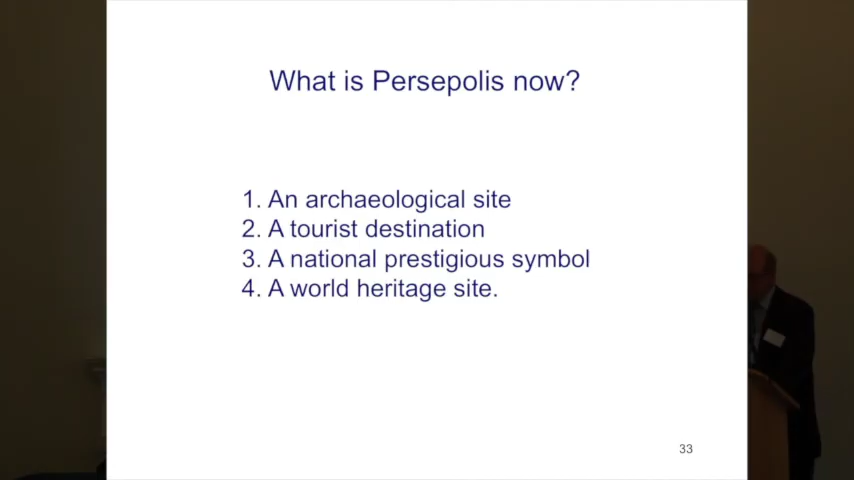 What is Persepolis now?
1. An archaeological site
2. A tourist destination
3. A national prestigious symbol
4. A world heritage site.
33